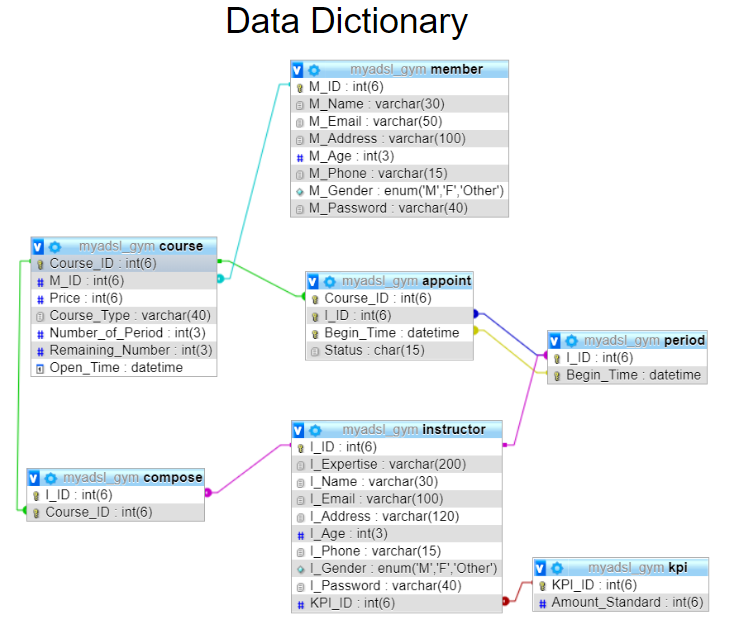 Data Dictionary
myadsl_gym member
M_ID : int(6)
M_Name : varchar(30)
M_Email : varchar(50)
M_Address : varchar(100)
M_Age : int(3)
M_Phone : varchar(15)
M_Gender : enum('M','F','Other')
M_Password : varchar(40)
myadsl_gym course
Course_ID : int(6)
M_ID : int(6)
Price : int(6)
Course_Type : varchar(40)
Number_of_Period : int(3)
Remaining_Number : int(3)
Open_Time : datetime
myadsl_gym appoint
Course_ID : int(6)
I_ID : int(6)
Begin_Time : datetime
Status : char(15)
myadsl_gym period
I_ID : int(6)
Begin_Time : datetime
myadsl_gym instructor
I_ID : int(6)
I_Expertise : varchar(200)
I_Name : varchar(30)
I_Email : varchar(100)
I_Address : varchar(120)
I_Age : int(3)
I_Phone : varchar(15)
I_Gender : enum('M','F','Other')
I_Password : varchar(40)
KPI_ID : int(6)
myadsl_gym compose
I_ID : int(6)
Course_ID : int(6)
myadsl_gym kpi
KPI_ID : int(6)
Amount_Standard : int(6)